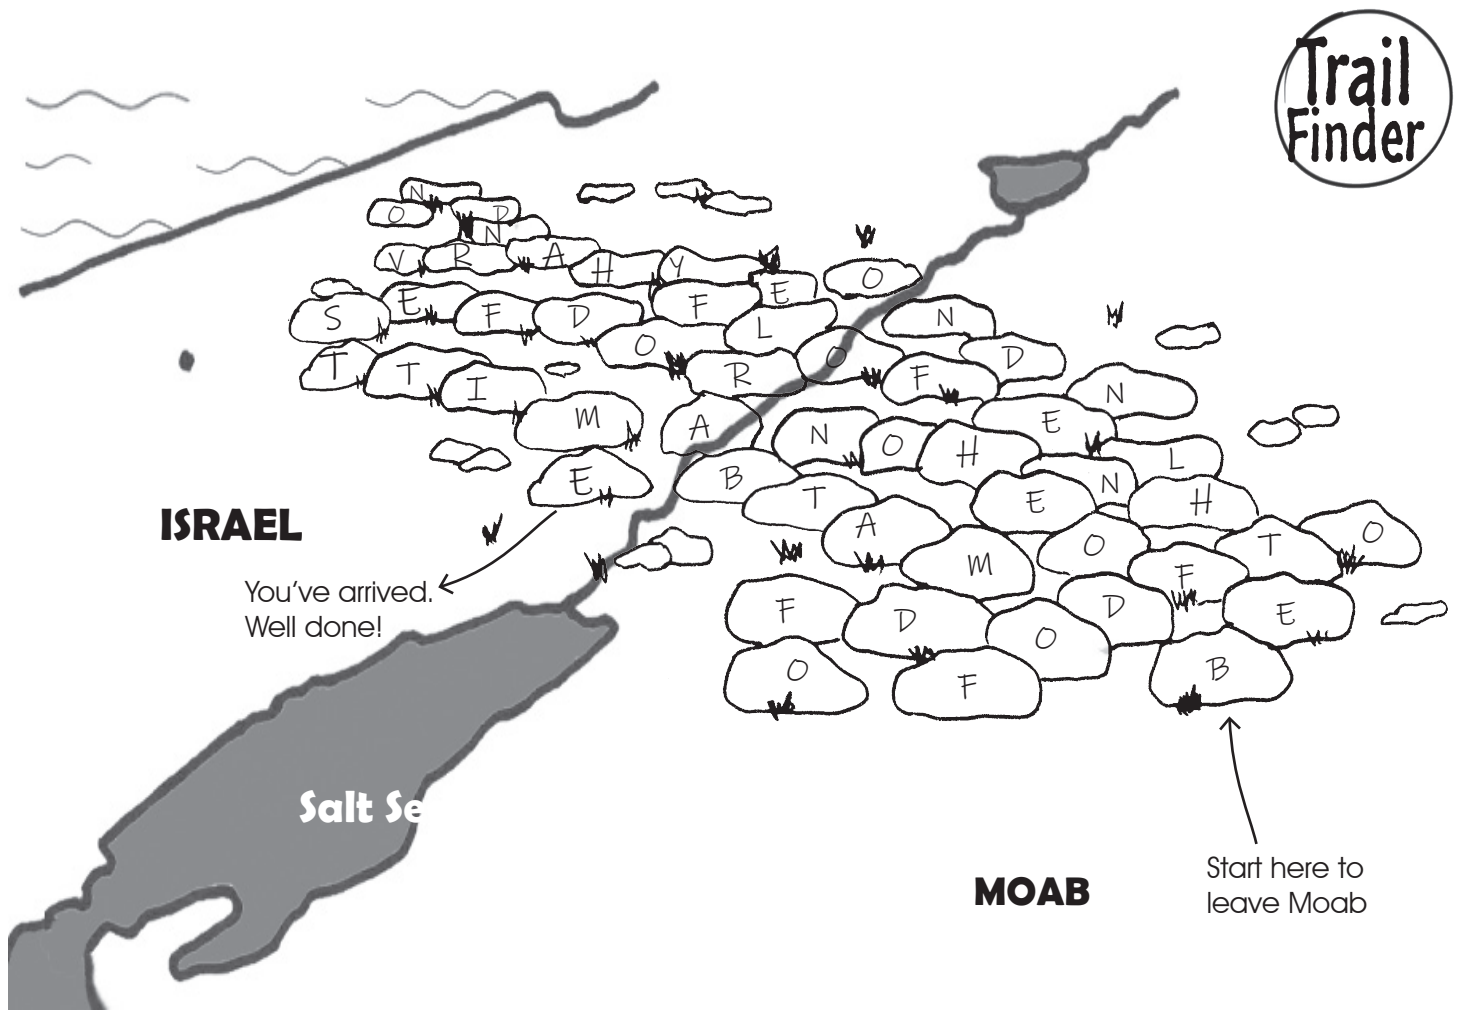 Trail
Finder
N
O P
N
V R A H Y
O
S E F D F E
N
O L
T T I R O F D
N
M A N O H E
E B L
T E N H
A M O T O
F
F D D E
O
O F B
ISRAEL
You've arrived.
Well done!
Salt Se
MOAB
Start here to
leave Moab